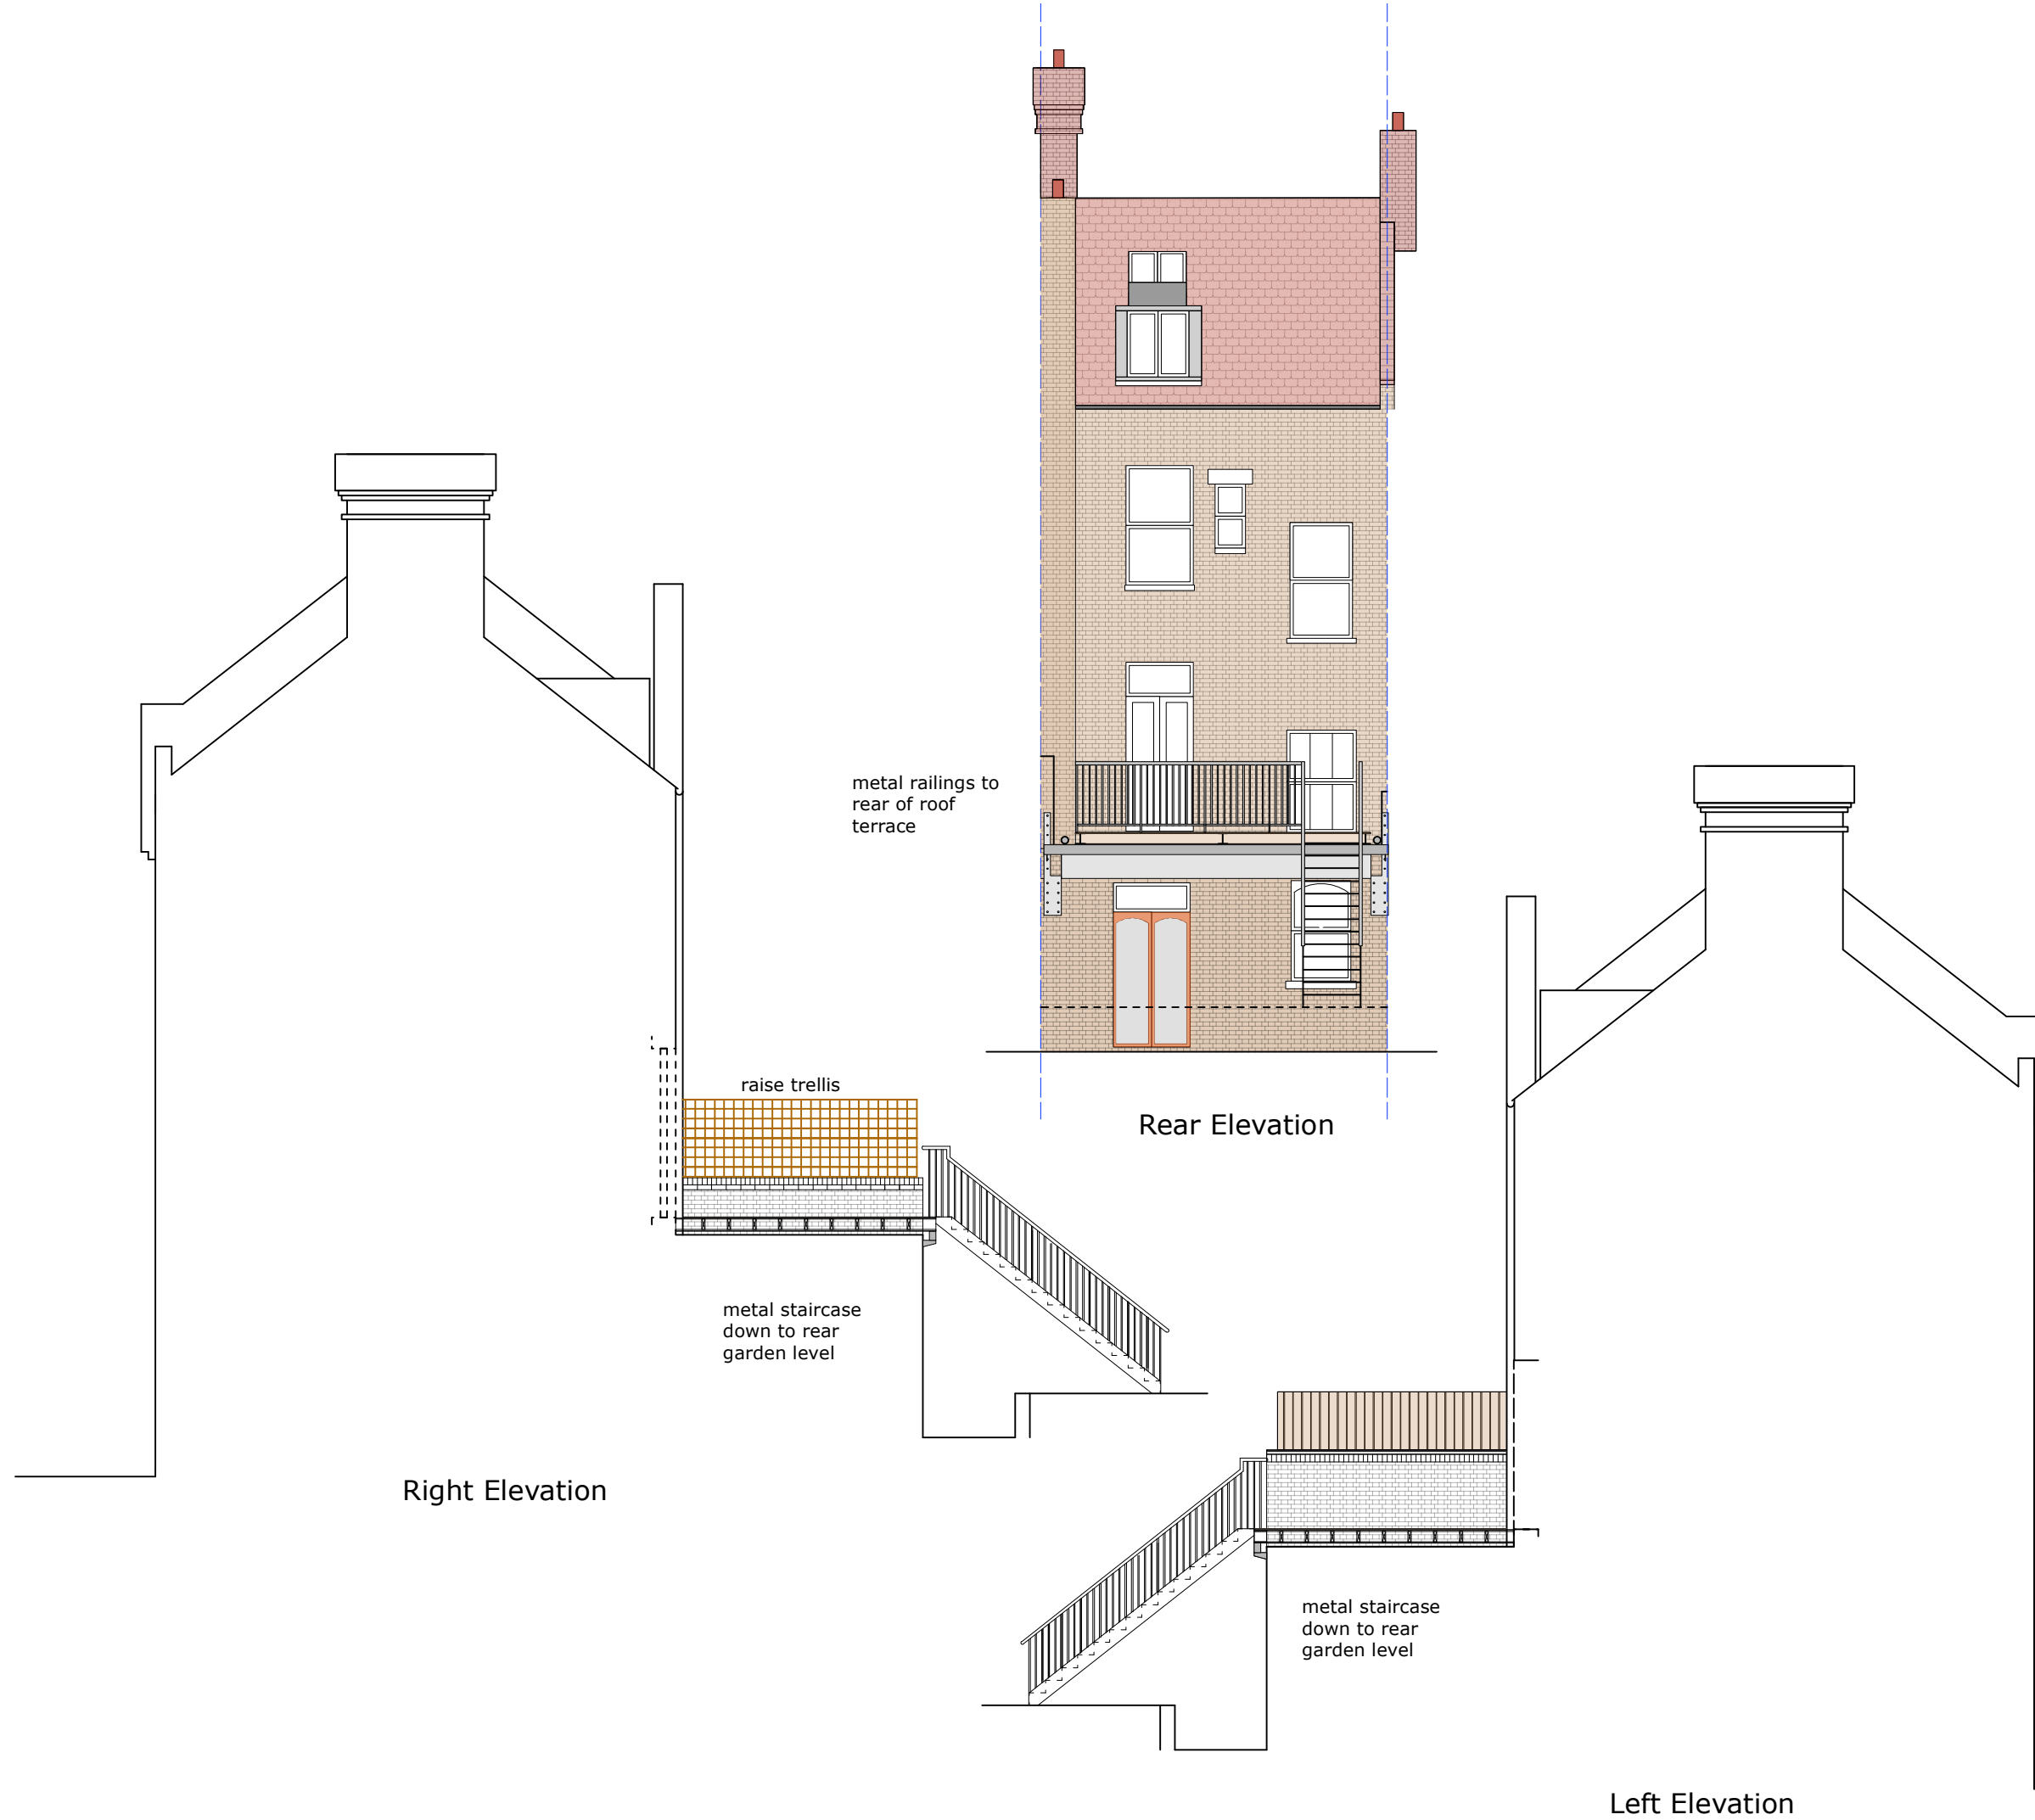 metal railings to
rear of roof
terrace
raise trellis
Rear Elevation
metal staircase
down to rear
garden level
Right Elevation
metal staircase
down to rear
garden level
Left Elevation